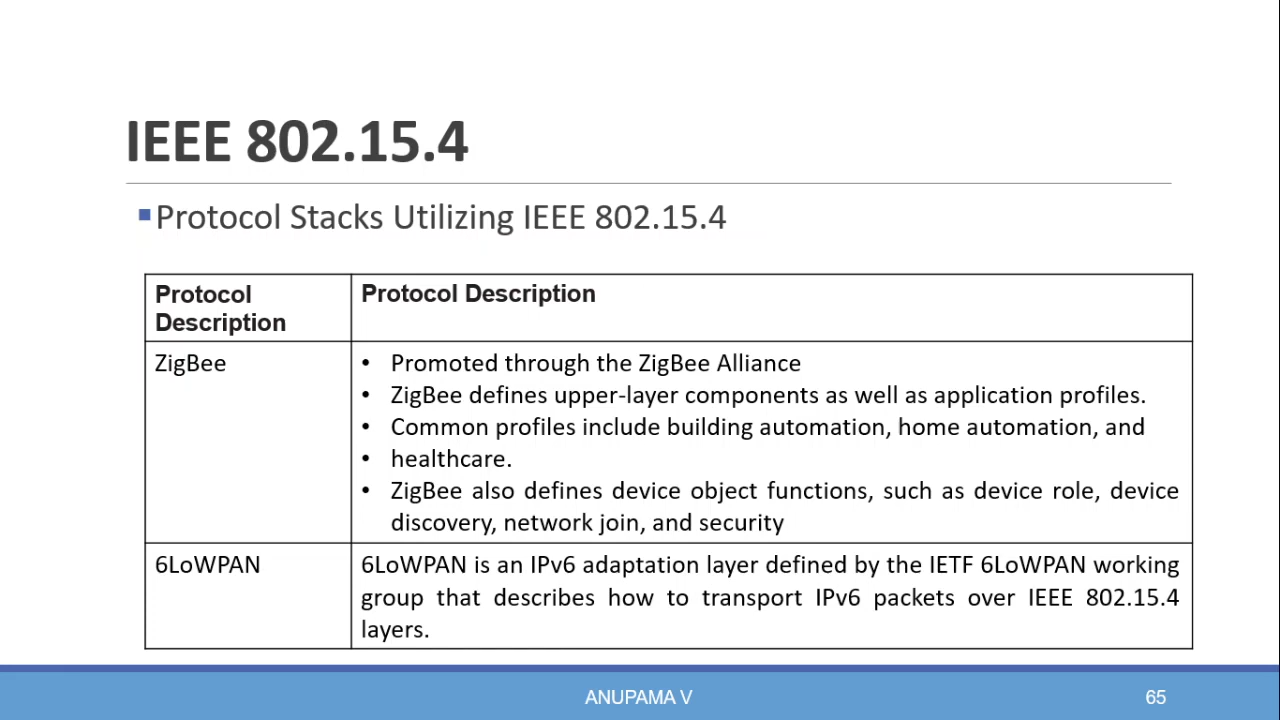 IEEE 802.15.4
▪Protocol Stacks Utilizing IEEE 802.15.4
Protocol
Description
Protocol Description
ZigBee
• Promoted through the ZigBee Alliance
• ZigBee defines upper-layer components as well as application profiles.
• Common profiles include building automation, home automation, and
• healthcare.
• ZigBee also defines device object functions, such as device role, device
discovery, network join, and security
6LoWPAN
6LoWPAN is an IPv6 adaptation layer defined by the IETF 6LoWPAN working
group that describes how to transport IPv6 packets over IEEE 802.15.4
layers.
ANUPAMA V
65